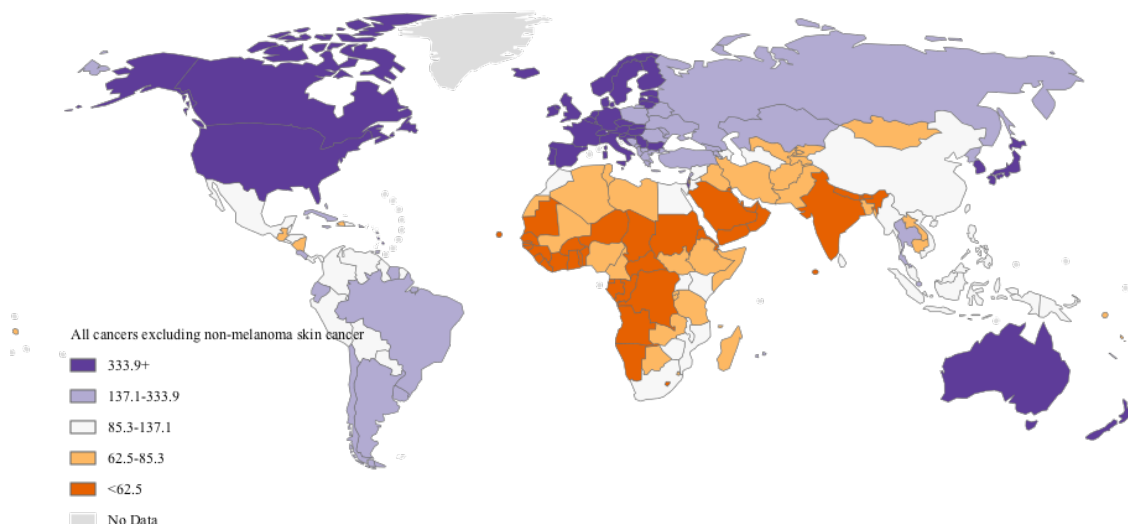 All cancers excluding non-melanoma skin cancer
333.9+
137.1-333.9
85.3-137.1
62.5-85.3
<62.5
No Data